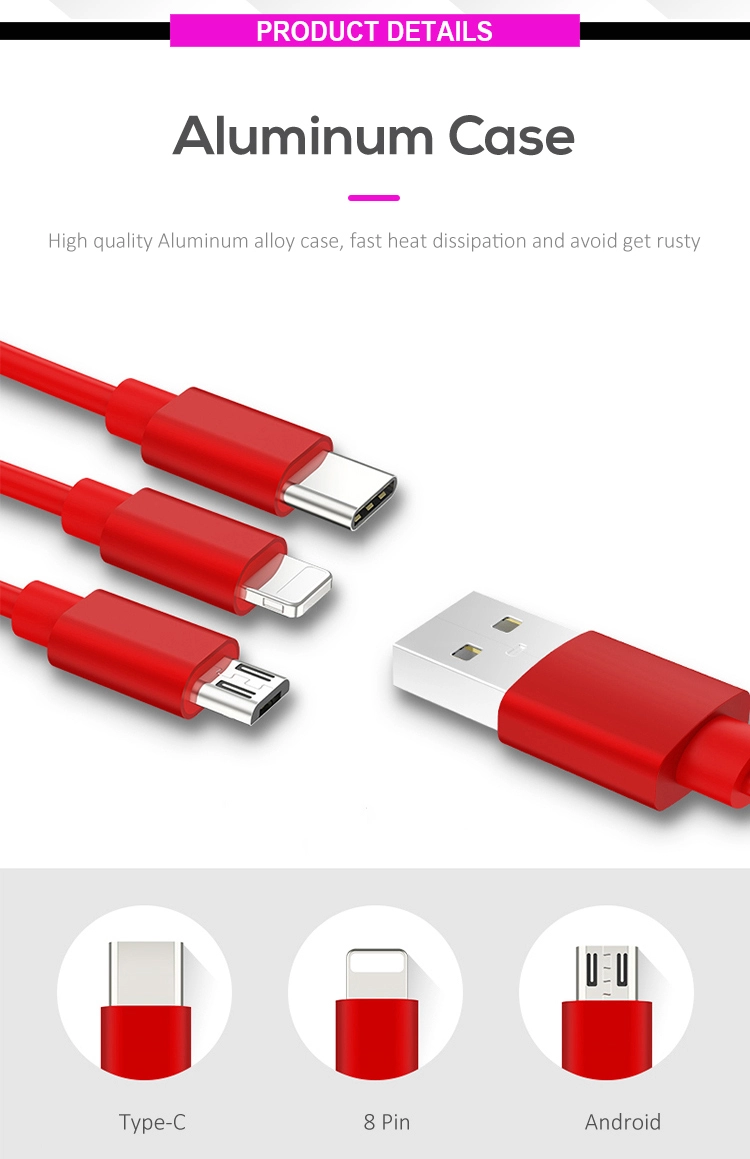 PRODUCT DETAILS
Aluminum Case
High quality Aluminum alloy case, fast heat dissipation and avoid get rusty
Type-C
8 Pin
Android